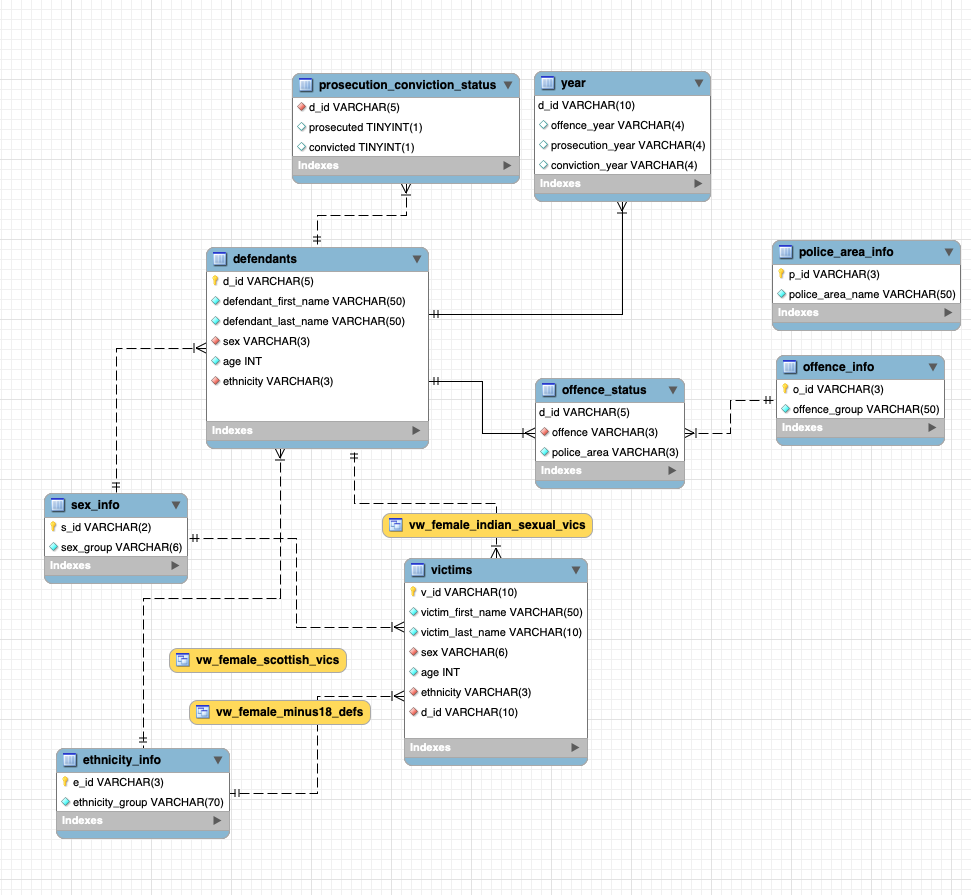 prosecution_conviction_status
d_id VARCHAR(5)
prosecuted TINYINT(1)
convicted TINYINT(1)
Indexes
year
d_id VARCHAR(10)
offence_year VARCHAR(4)
prosecution_year VARCHAR(4)
conviction_year VARCHAR(4)
Indexes
defendants
d_id VARCHAR(5)
defendant_first_name VARCHAR(50)
defendant_last_name VARCHAR(50)
sex VARCHAR(3)
age INT
ethnicity VARCHAR(3)
Indexes
police_area_info
p_id VARCHAR(3)
police_area_name VARCHAR(50)
Indexes
offence_info
o_id VARCHAR(3)
offence_group VARCHAR(50)
Indexes
offence_status
d_id VARCHAR(5)
offence VARCHAR(3)
police_area VARCHAR(3)
Indexes
sex_info
s_id VARCHAR(2)
sex_group VARCHAR(6)
Indexes
vw_female_indian_sexual_vics
victims
v_id VARCHAR(10)
victim_first_name VARCHAR(50)
victim_last_name VARCHAR(10)
sex VARCHAR(6)
age INT
ethnicity VARCHAR(3)
d_id VARCHAR(10)
Indexes
vw_female_scottish_vics
vw_female_minus18_defs
ethnicity_info
e_id VARCHAR(3)
ethnicity_group VARCHAR(70)
Indexes